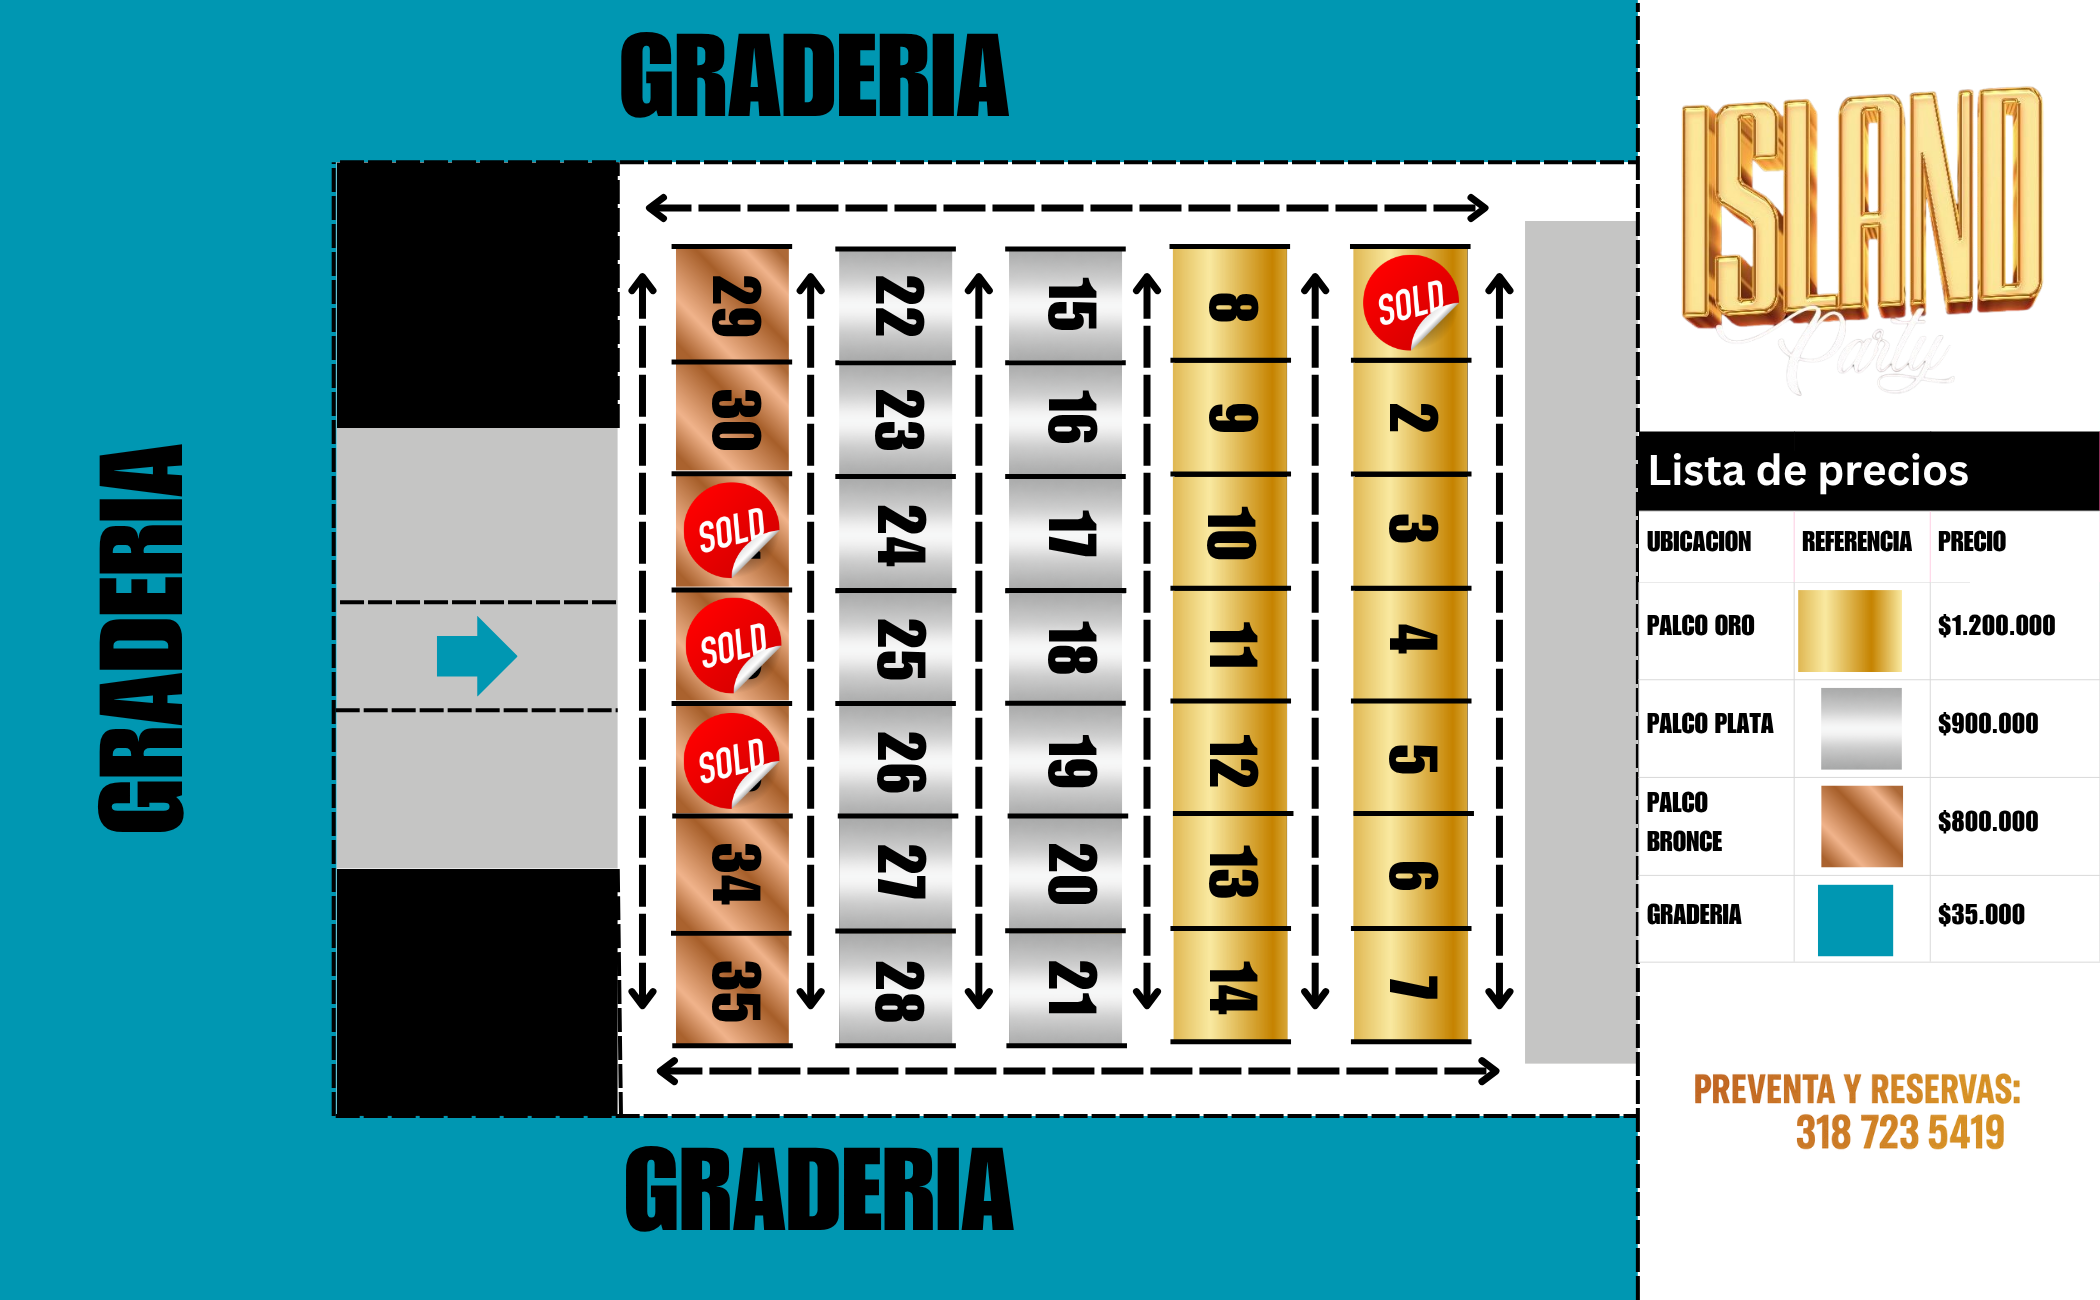 GRADERIA
GRADERIA
GRADERIA
29
30
SOLD
SOLD
SOLD
34
35
22
23
24
25
26
27
28
15
16
17
18
19
20
21
8
9
10
11
12
13
14
SOLD
2
3
4
5
6
7
ISLAND
Party
Lista de precios
UBICACION REFERENCIA PRECIO
PALCO ORO $1.200.000
PALCO PLATA $900.000
PALCO
BRONCE $800.000
GRADERIA $35.000
PREVENTA Y RESERVAS:
318 723 5419